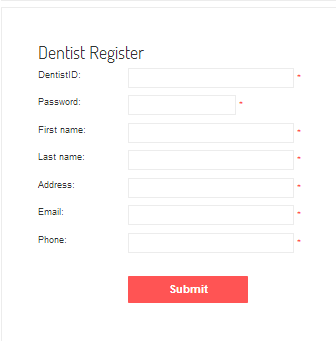 Dentist Register
DentistID: *
Password: *
First name: *
Last name: *
Address: *
Email: *
Phone: *
Submit